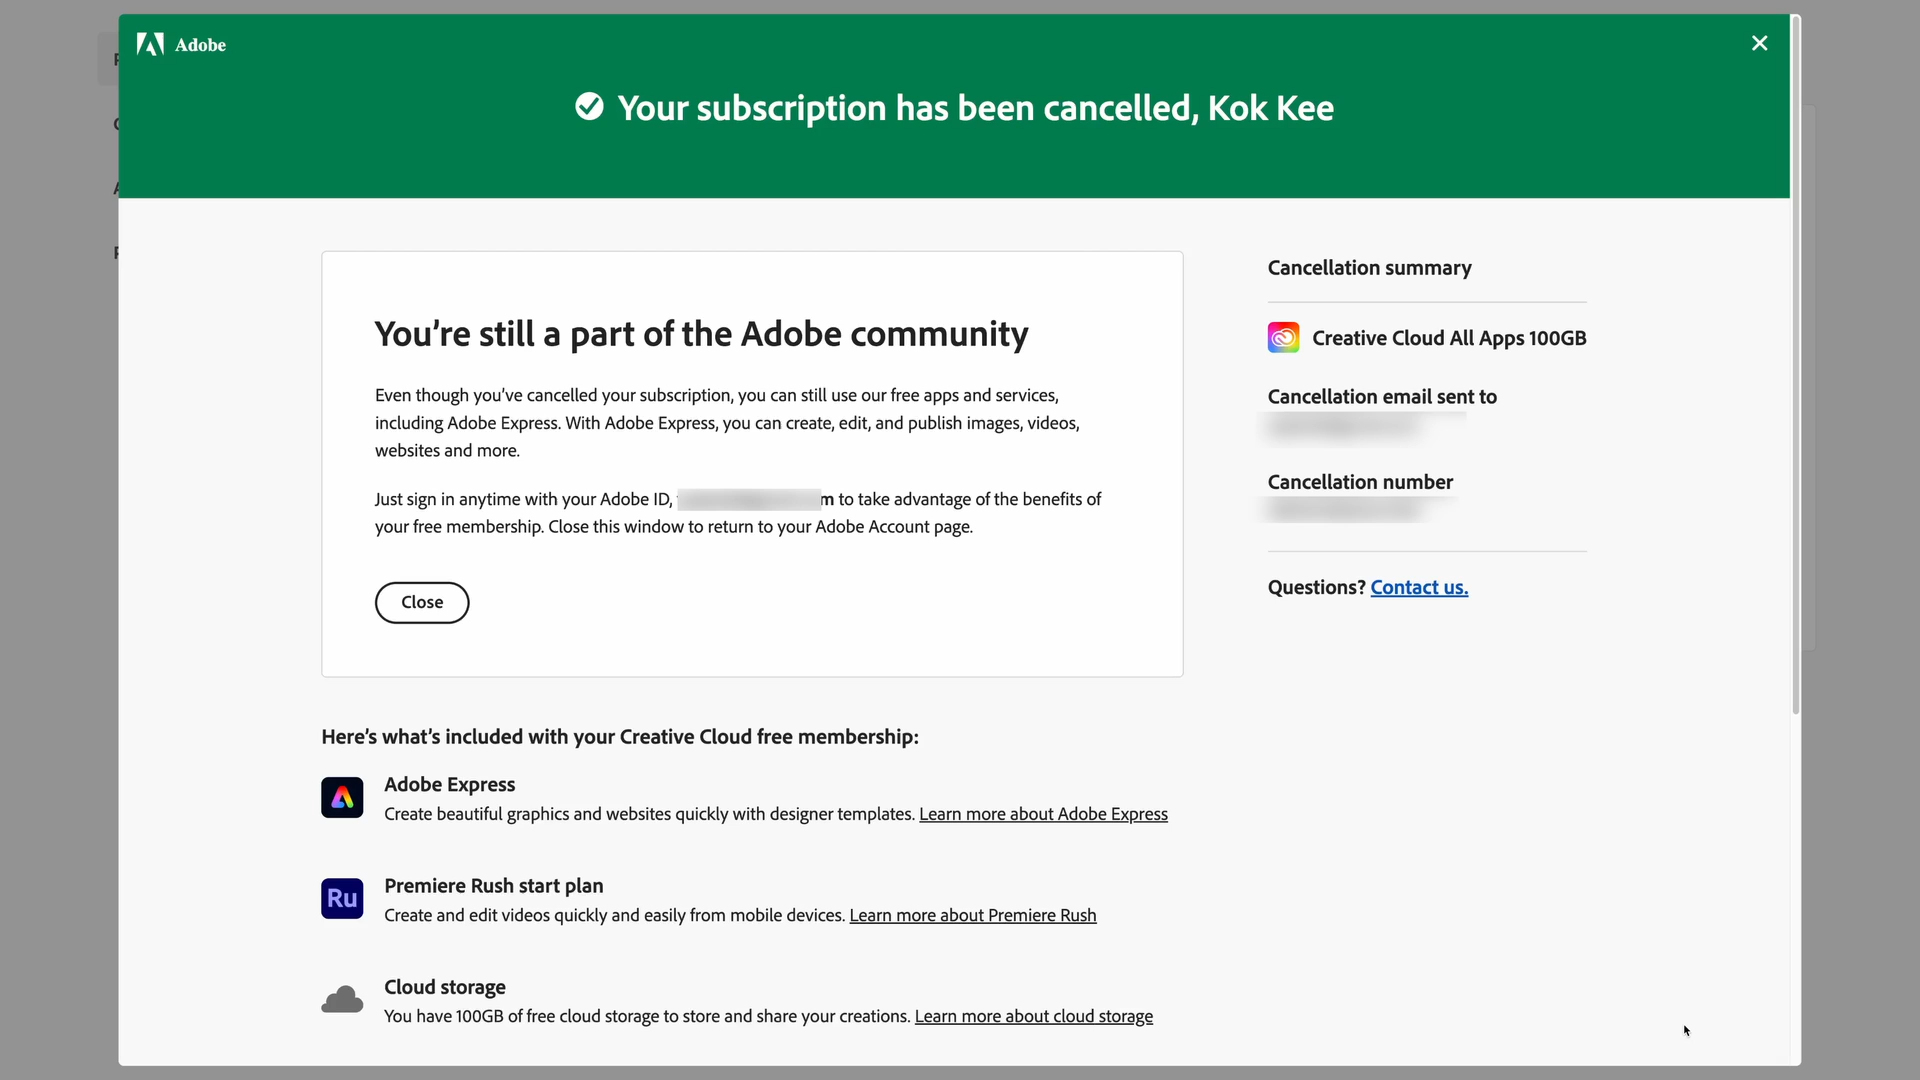 Adobe
Your subscription has been cancelled, Kok Kee
You're still a part of the Adobe community
Even though you've cancelled your subscription, you can still use our free apps and services,
including Adobe Express. With Adobe Express, you can create, edit, and publish images, videos,
websites and more.
Just sign in anytime with your Adobe ID, m to take advantage of the benefits of
your free membership. Close this window to return to your Adobe Account page.
Close
Cancellation summary
Creative Cloud All Apps 100GB
Cancellation email sent to
Cancellation number
Questions? Contact us.
Here's what's included with your Creative Cloud free membership:
Adobe Express
Create beautiful graphics and websites quickly with designer templates. Learn more about Adobe Express
Ru
Premiere Rush start plan
Create and edit videos quickly and easily from mobile devices. Learn more about Premiere Rush
Cloud storage
You have 100GB of free cloud storage to store and share your creations. Learn more about cloud storage